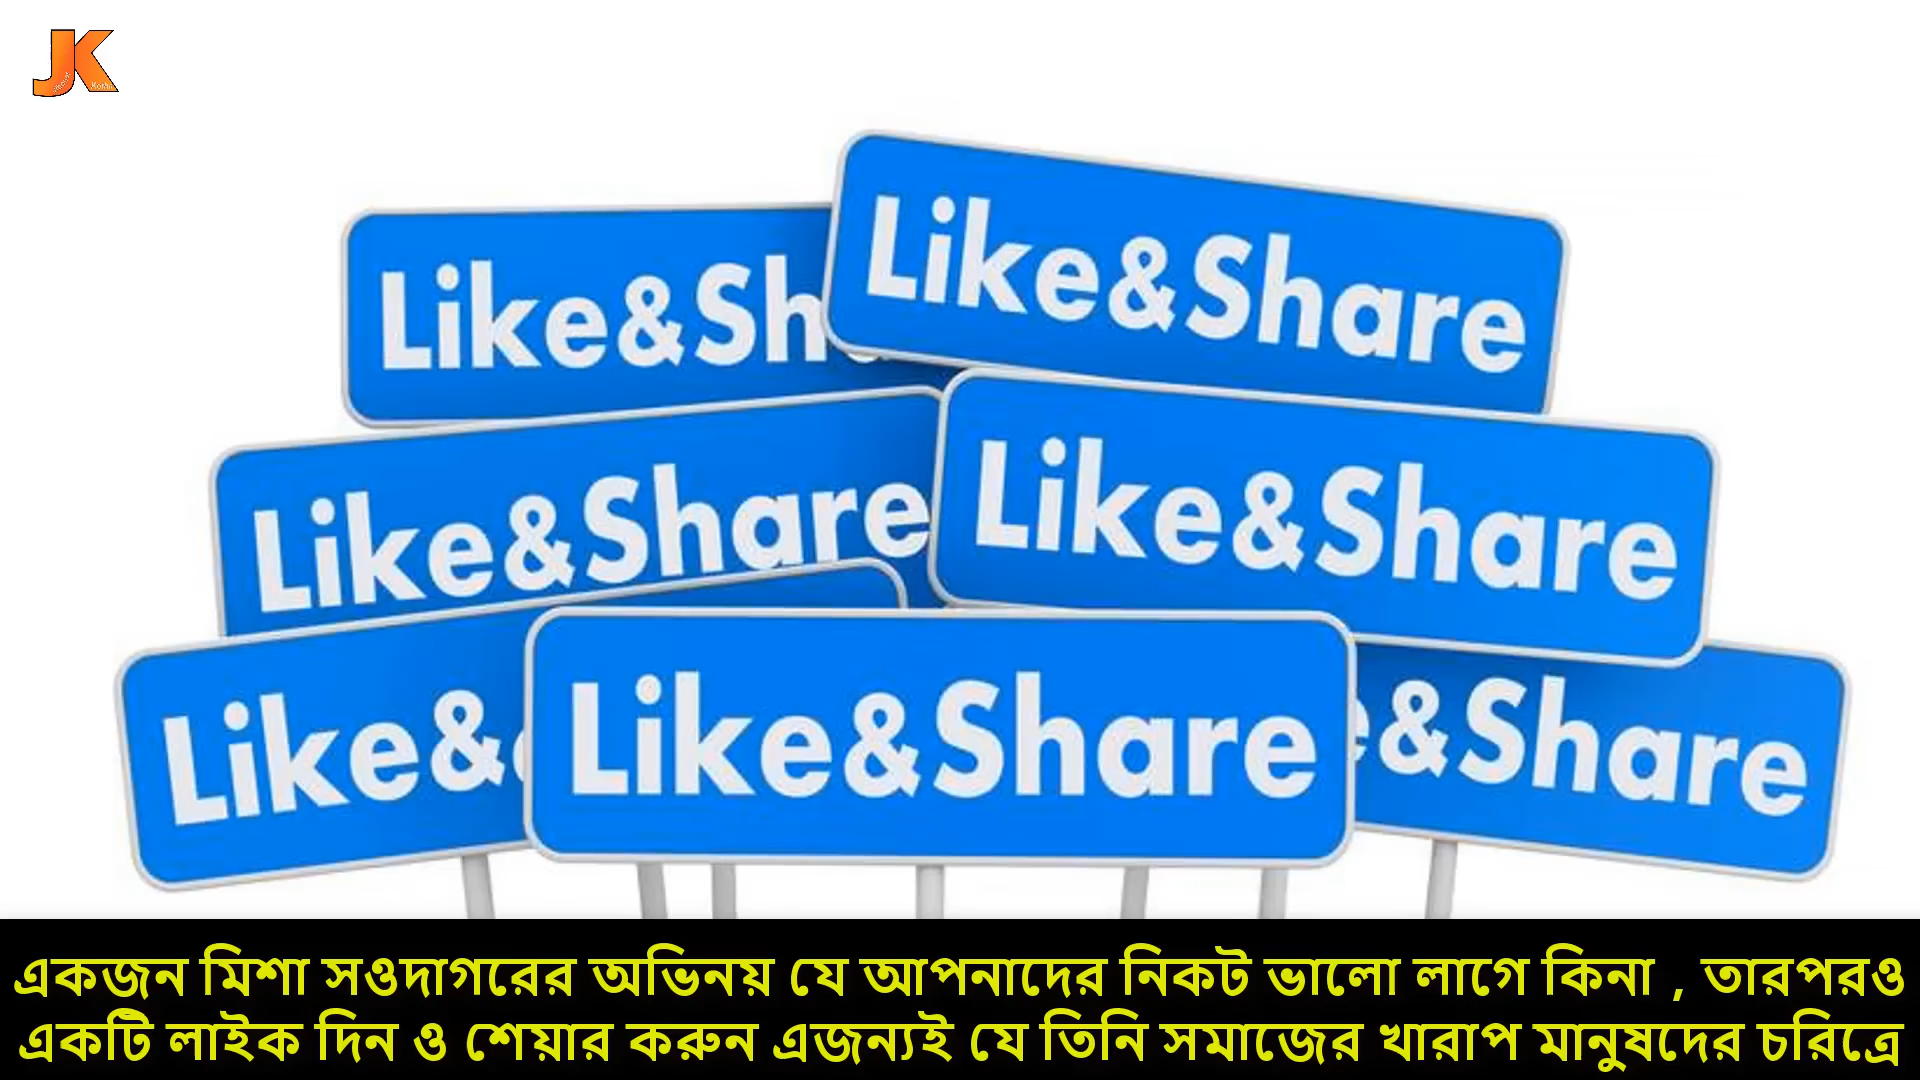 JK
Like&Share
Like&Sh
Like&Share
Like&Share
Like&
Like&Share
e&Share
একজন মিশা সওদাগরের অভিনয় যে আপনাদের নিকট ভালো লাগে কিনা , তারপরও
একটি লাইক দিন ও শেয়ার করুন এজন্যই যে তিনি সমাজের খারাপ মানুষদের চরিত্রে